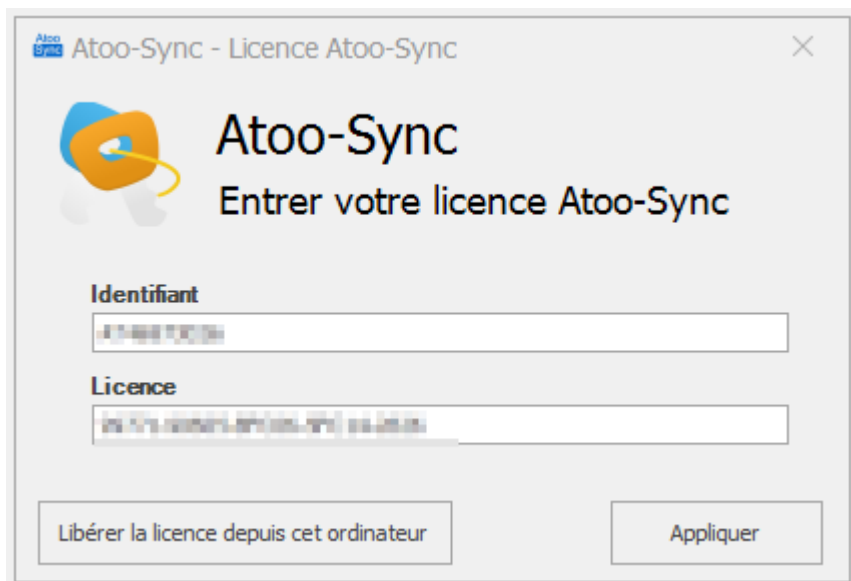 Atoo
Sync
Atoo-Sync - Licence Atoo-Sync
Atoo-Sync
Entrer votre licence Atoo-Sync
Identifiant
Licence
Libérer la licence depuis cet ordinateur
Appliquer